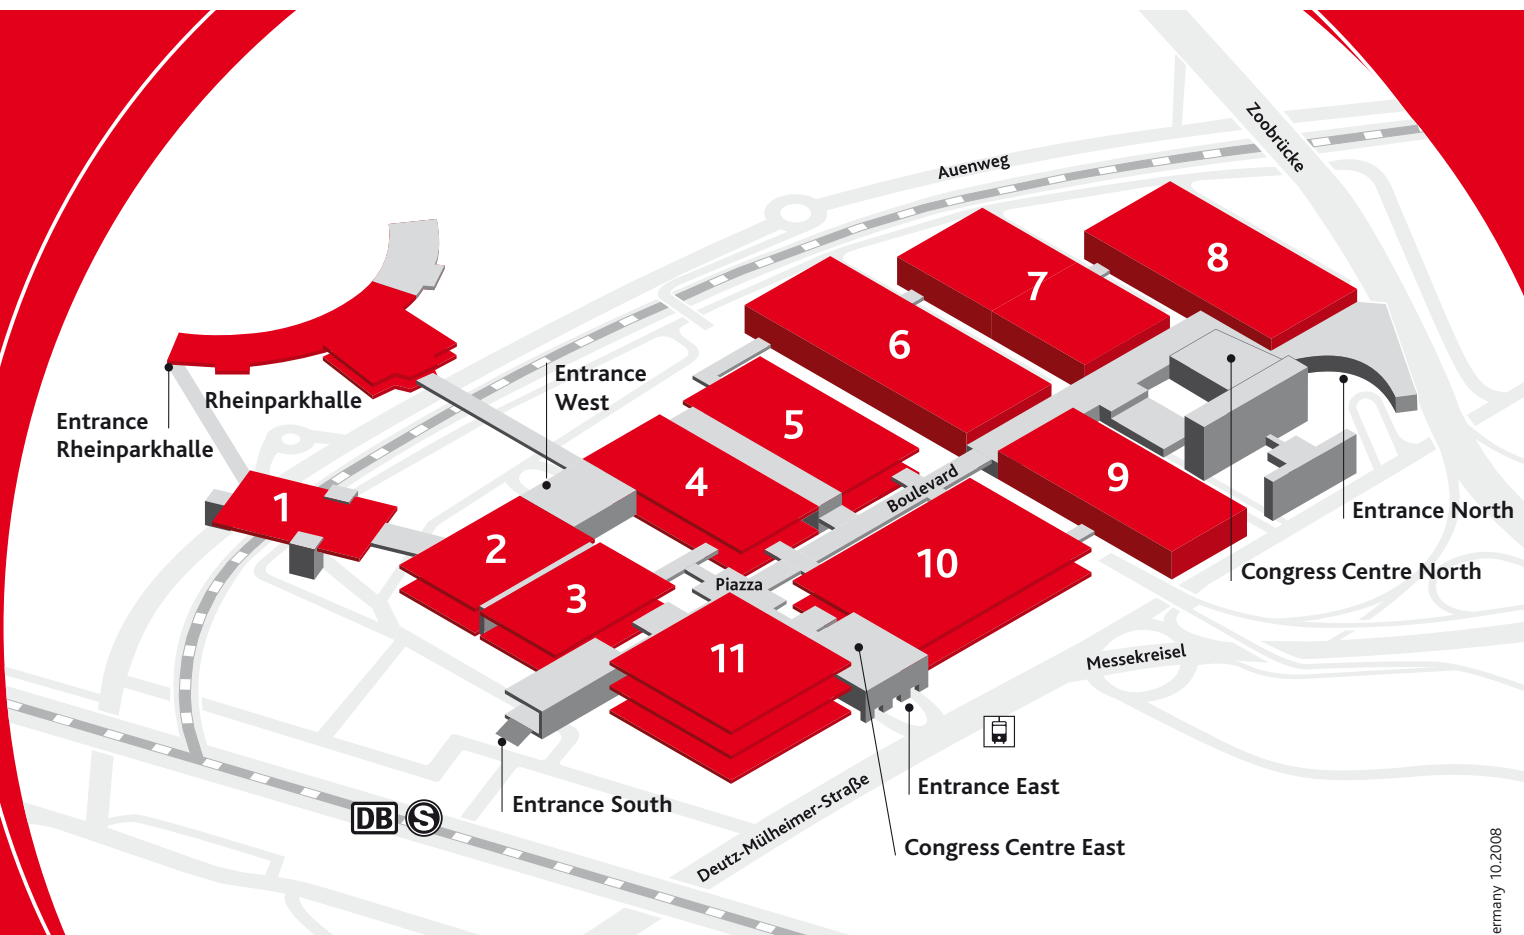 Zoobrücke
Auenweg
8
7
6
Entrance
West
Rheinparkhalle
Entrance
Rheinparkhalle
5
4
9
Boulevard
1
Entrance North
2
10
Congress Centre North
3
Piazza
11
Messekreisel
Entrance East
Entrance South
DB
S
Deutz-Mülheimer-Straße
Congress Centre East
ermany 10.2008